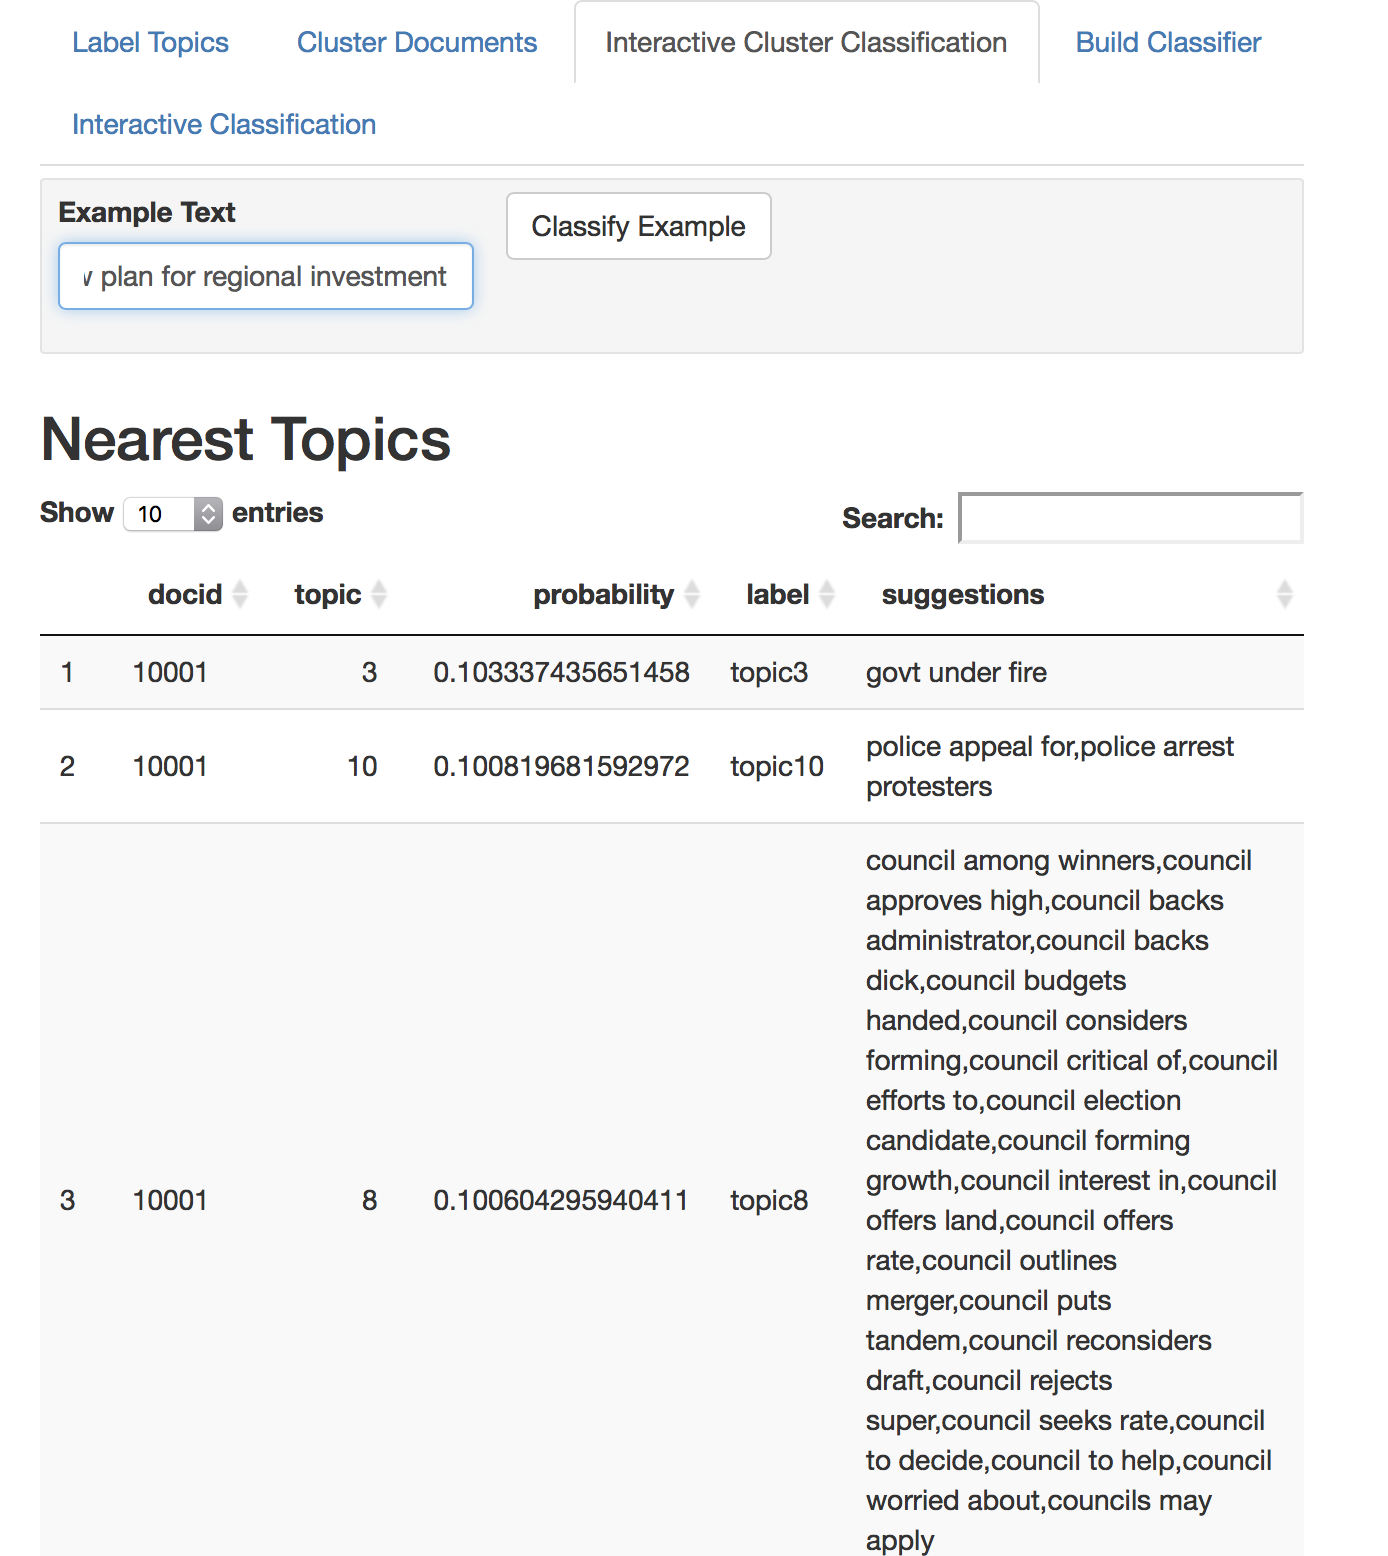 Label Topics Cluster Documents Interactive Cluster Classification Build Classifier
Interactive Classification
Example Text
Classify Example
plan for regional investment
Nearest Topics
Show 10 entries
Search:
docid topic probability label suggestions
1 10001 3 0.103337435651458 topic3 govt under fire
2 10001 10 0.100819681592972 topic10 police appeal for,police arrest
protesters
3 10001 8 0.100604295940411 topic8 council among winners,council
approves high,council backs
administrator,council backs
dick,council budgets
handed,council considers
forming,council critical of,council
efforts to,council election
candidate,council forming
growth,council interest in,council
offers land,council offers
rate,council outlines
merger,council puts
tandem,council reconsiders
draft,council rejects
super,council seeks rate,council
to decide,council to help,council
worried about,councils may
apply